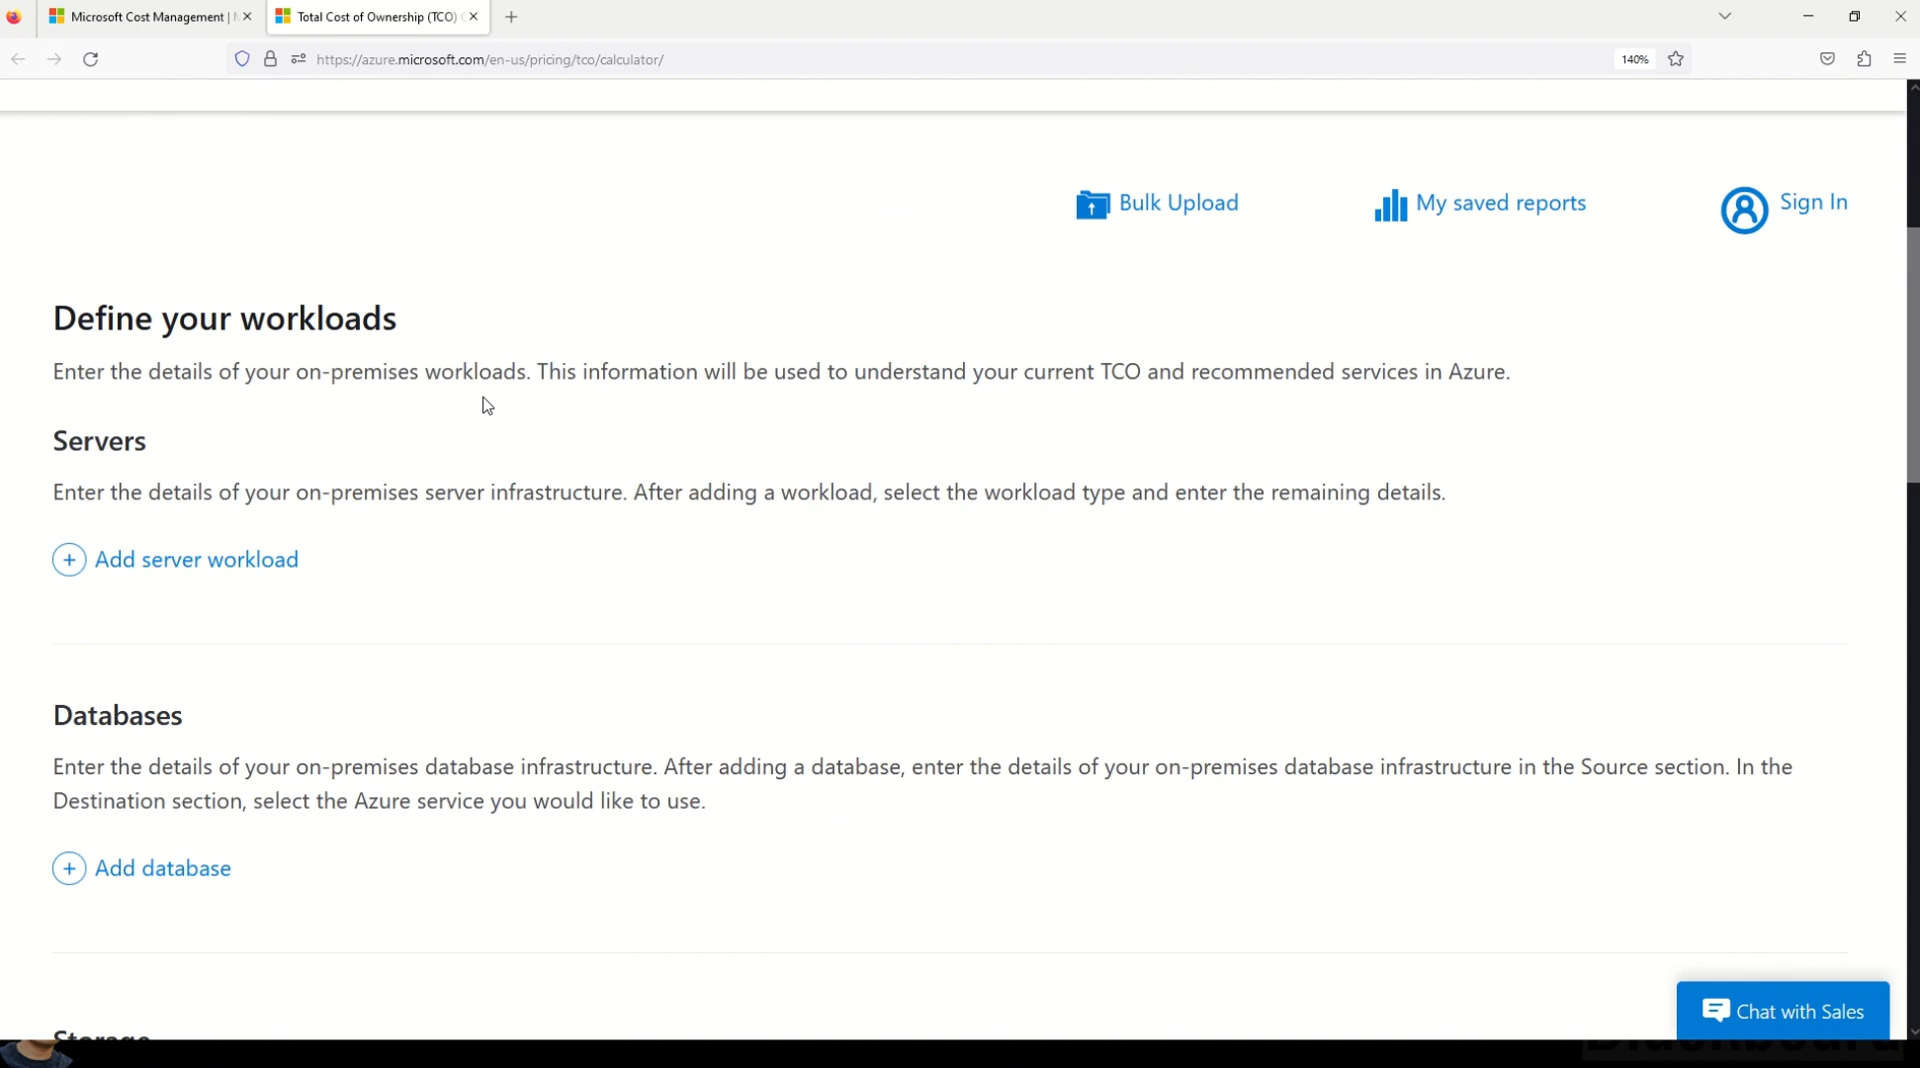 Microsoft Cost Management |
Total Cost of Ownership (TCO)
https://azure.microsoft.com/en-us/pricing/tco/calculator/
140%
Bulk Upload
My saved reports
Sign In
Define your workloads
Enter the details of your on-premises workloads. This information will be used to understand your current TCO and recommended services in Azure.
Servers
Enter the details of your on-premises server infrastructure. After adding a workload, select the workload type and enter the remaining details.
Add server workload
Databases
Enter the details of your on-premises database infrastructure. After adding a database, enter the details of your on-premises database infrastructure in the Source section. In the
Destination section, select the Azure service you would like to use.
Add database
Storage
Chat with Sales